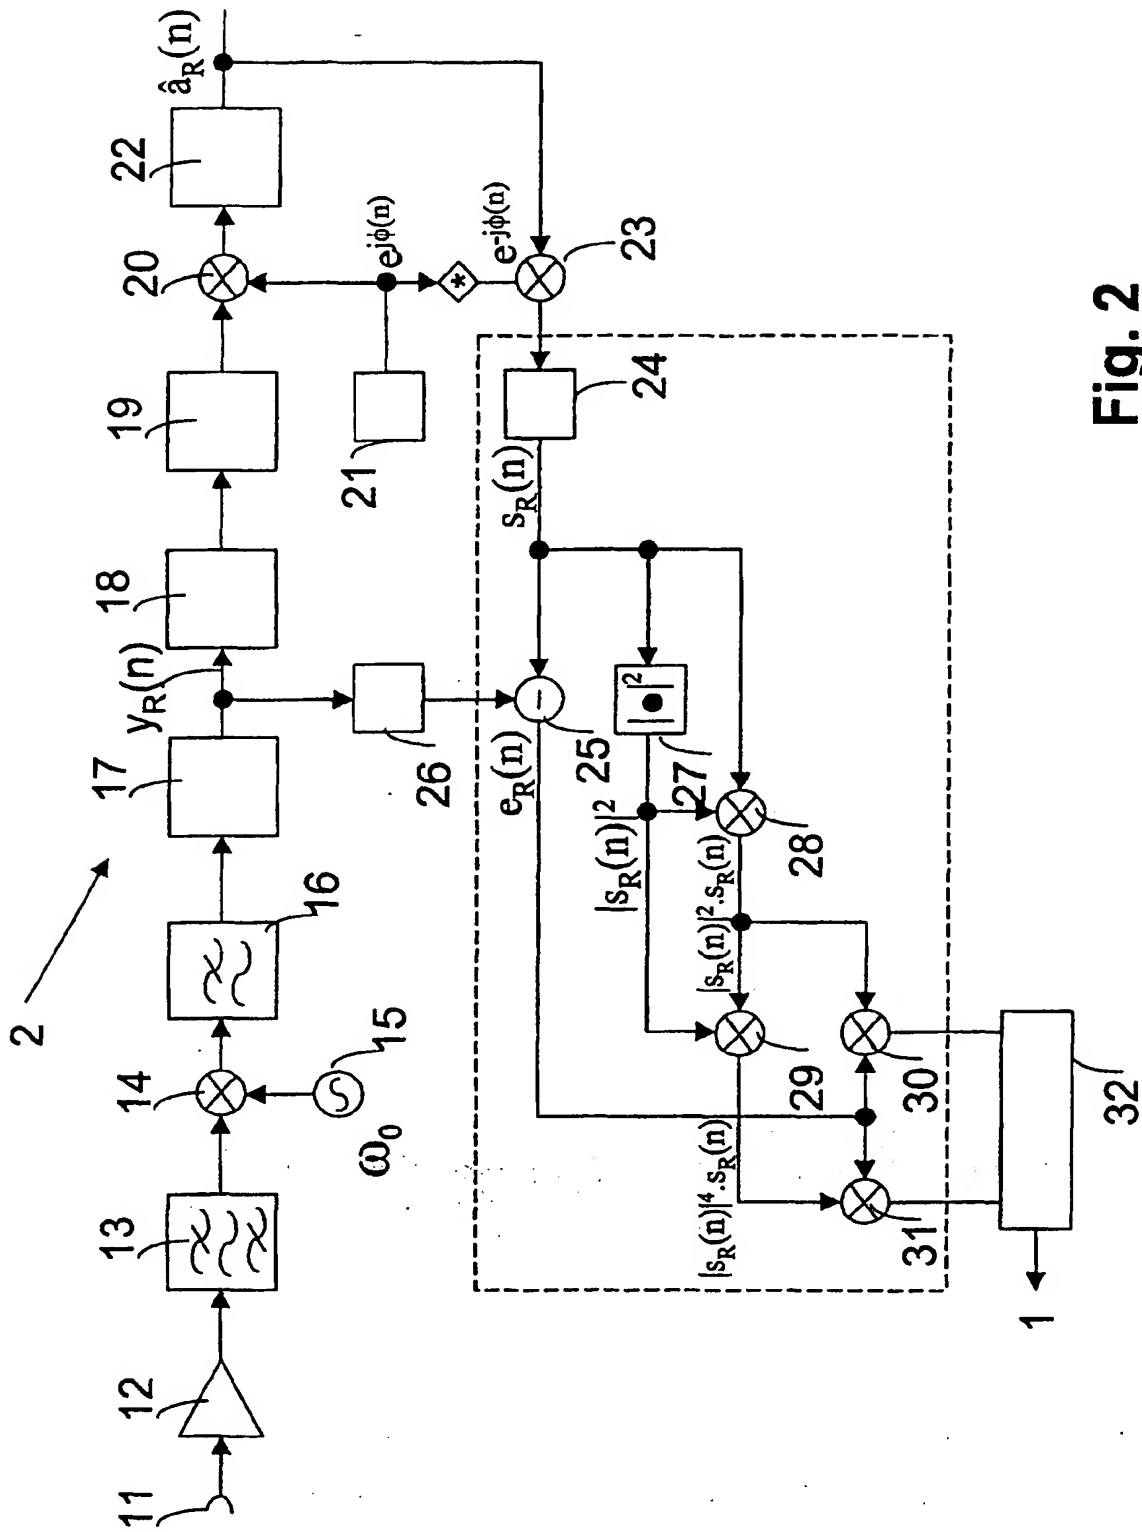 2
11
12
13
14
15
ω0
16
17
yR(n)
18
19
20
21
22
âR(n)
ejϕ(n)
*
e-jϕ(n)
23
24
sR(n)
25
26
eR(n)
|●|2
27
|sR(n)|2
28
|sR(n)|2.sR(n)
29
30
|sR(n)|4.sR(n)
31
32
1
Fig. 2